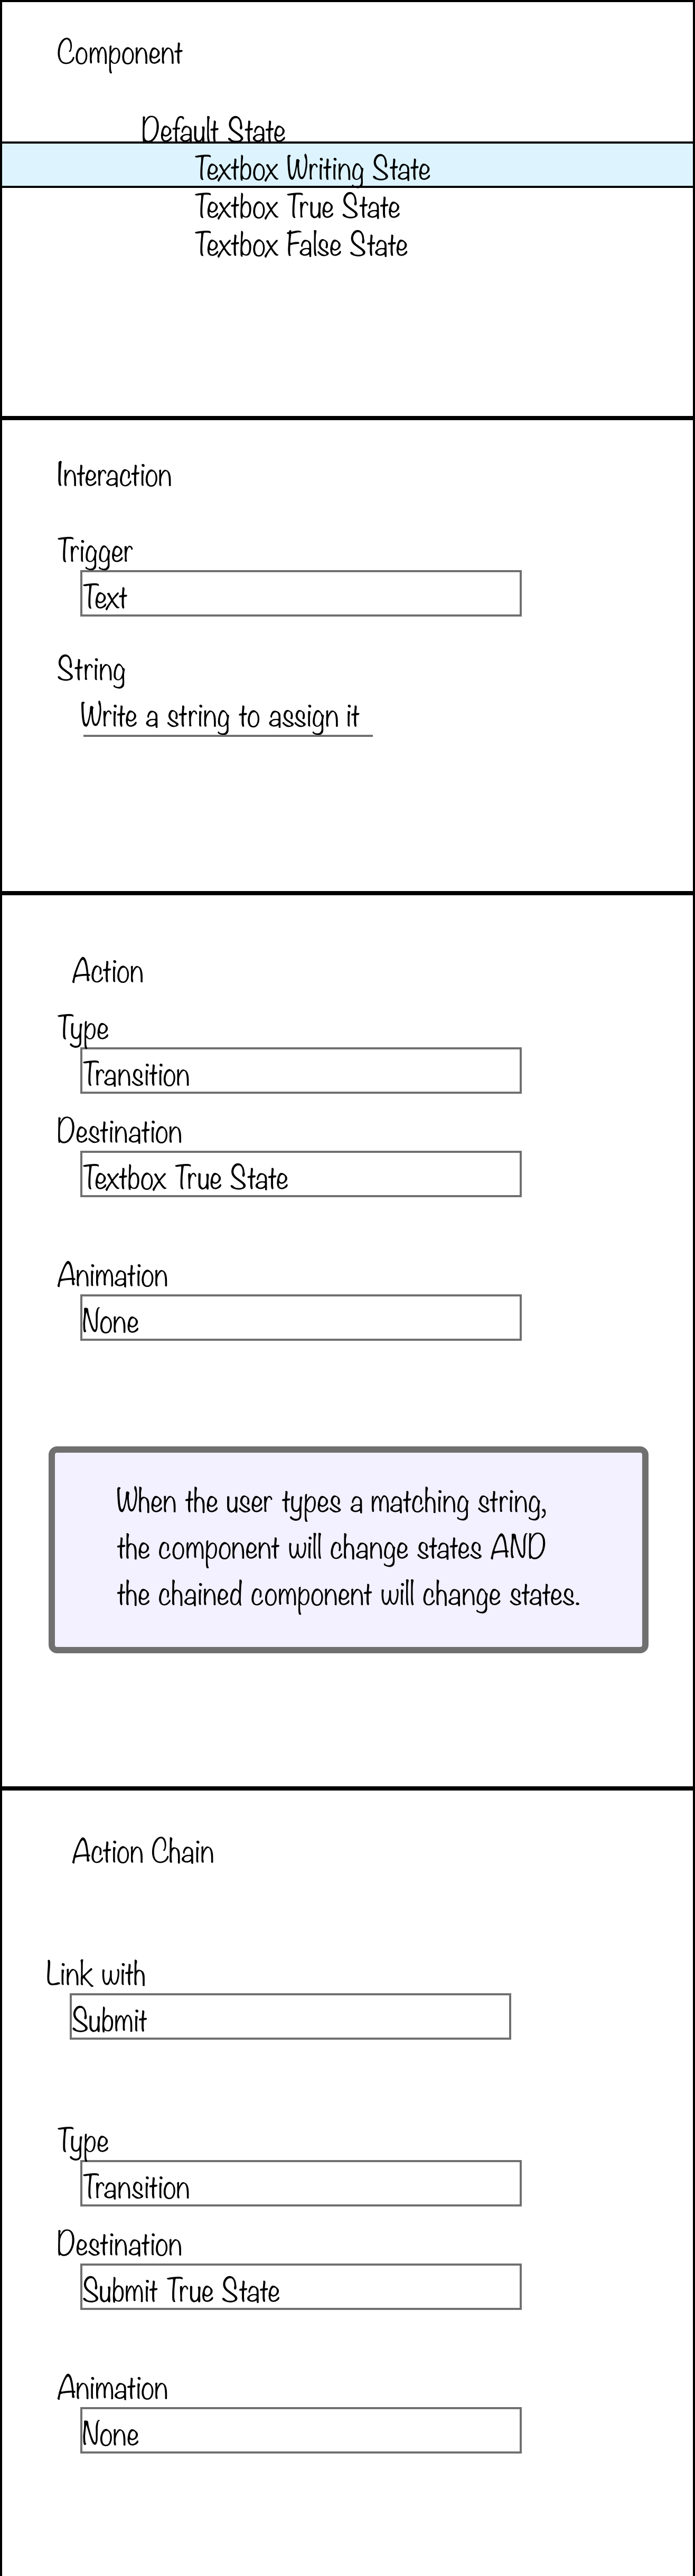 Component
Default State
Textbox Writing State
Textbox True State
Textbox False State
Interaction
Trigger
Text
String
Write a string to assign it
Action
Type
Transition
Destination
Textbox True State
Animation
None
When the user types a matching string,
the component will change states AND
the chained component will change states.
Action Chain
Link with
Submit
Type
Transition
Destination
Submit True State
Animation
None